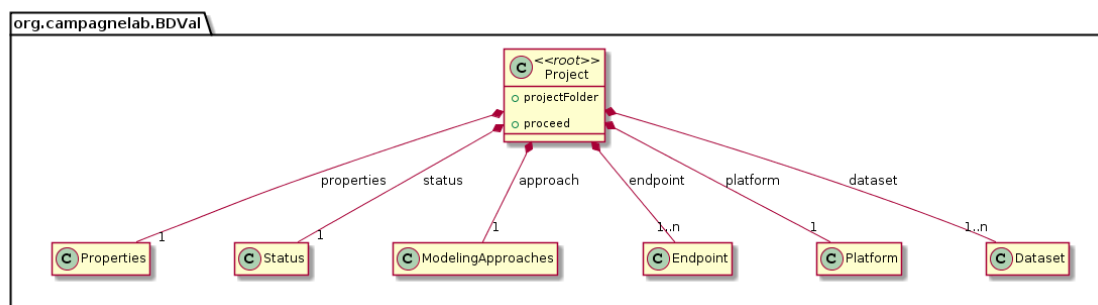 org.campagnelab.BDVal
C <<root>>
Project
projectFolder
proceed
properties status approach endpoint platform dataset
1 1 1 1..n 1 1..n
C Properties C Status C ModelingApproaches C Endpoint C Platform C Dataset